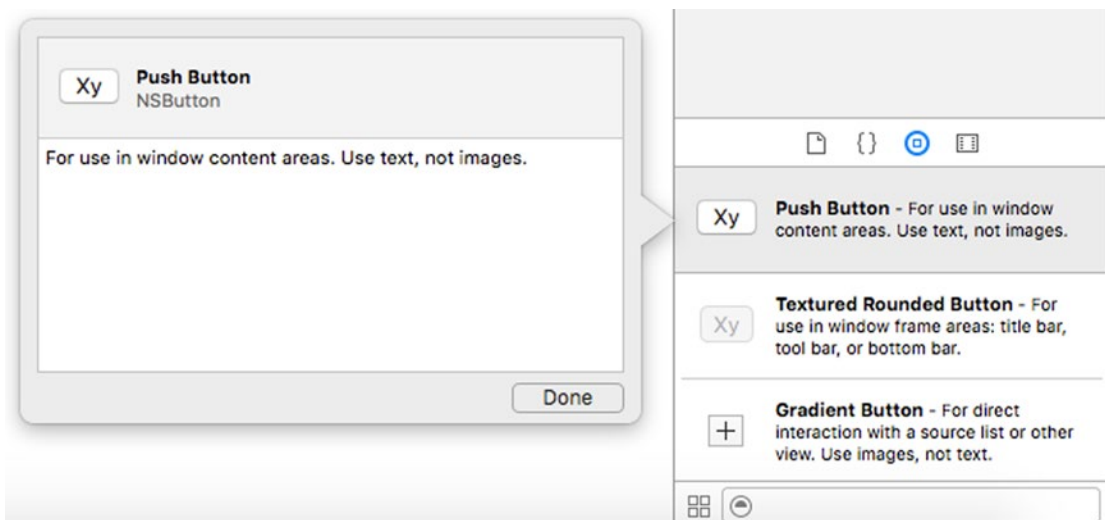 Xy
Push Button
NSButton
For use in window content areas. Use text, not images.
Done
{}
Xy
Push Button - For use in window
content areas. Use text, not images.
Xy
Textured Rounded Button - For
use in window frame areas: title bar,
tool bar, or bottom bar.
Gradient Button - For direct
interaction with a source list or other
view. Use images, not text.